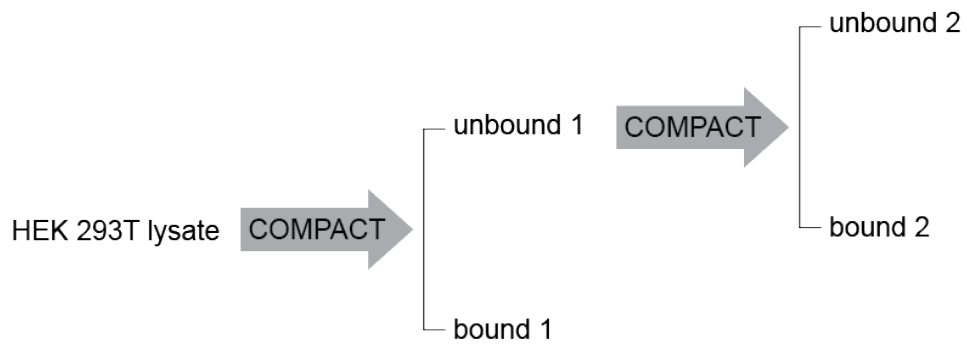 HEK 293T lysate
COMPACT
unbound 1
bound 1
COMPACT
unbound 2
bound 2